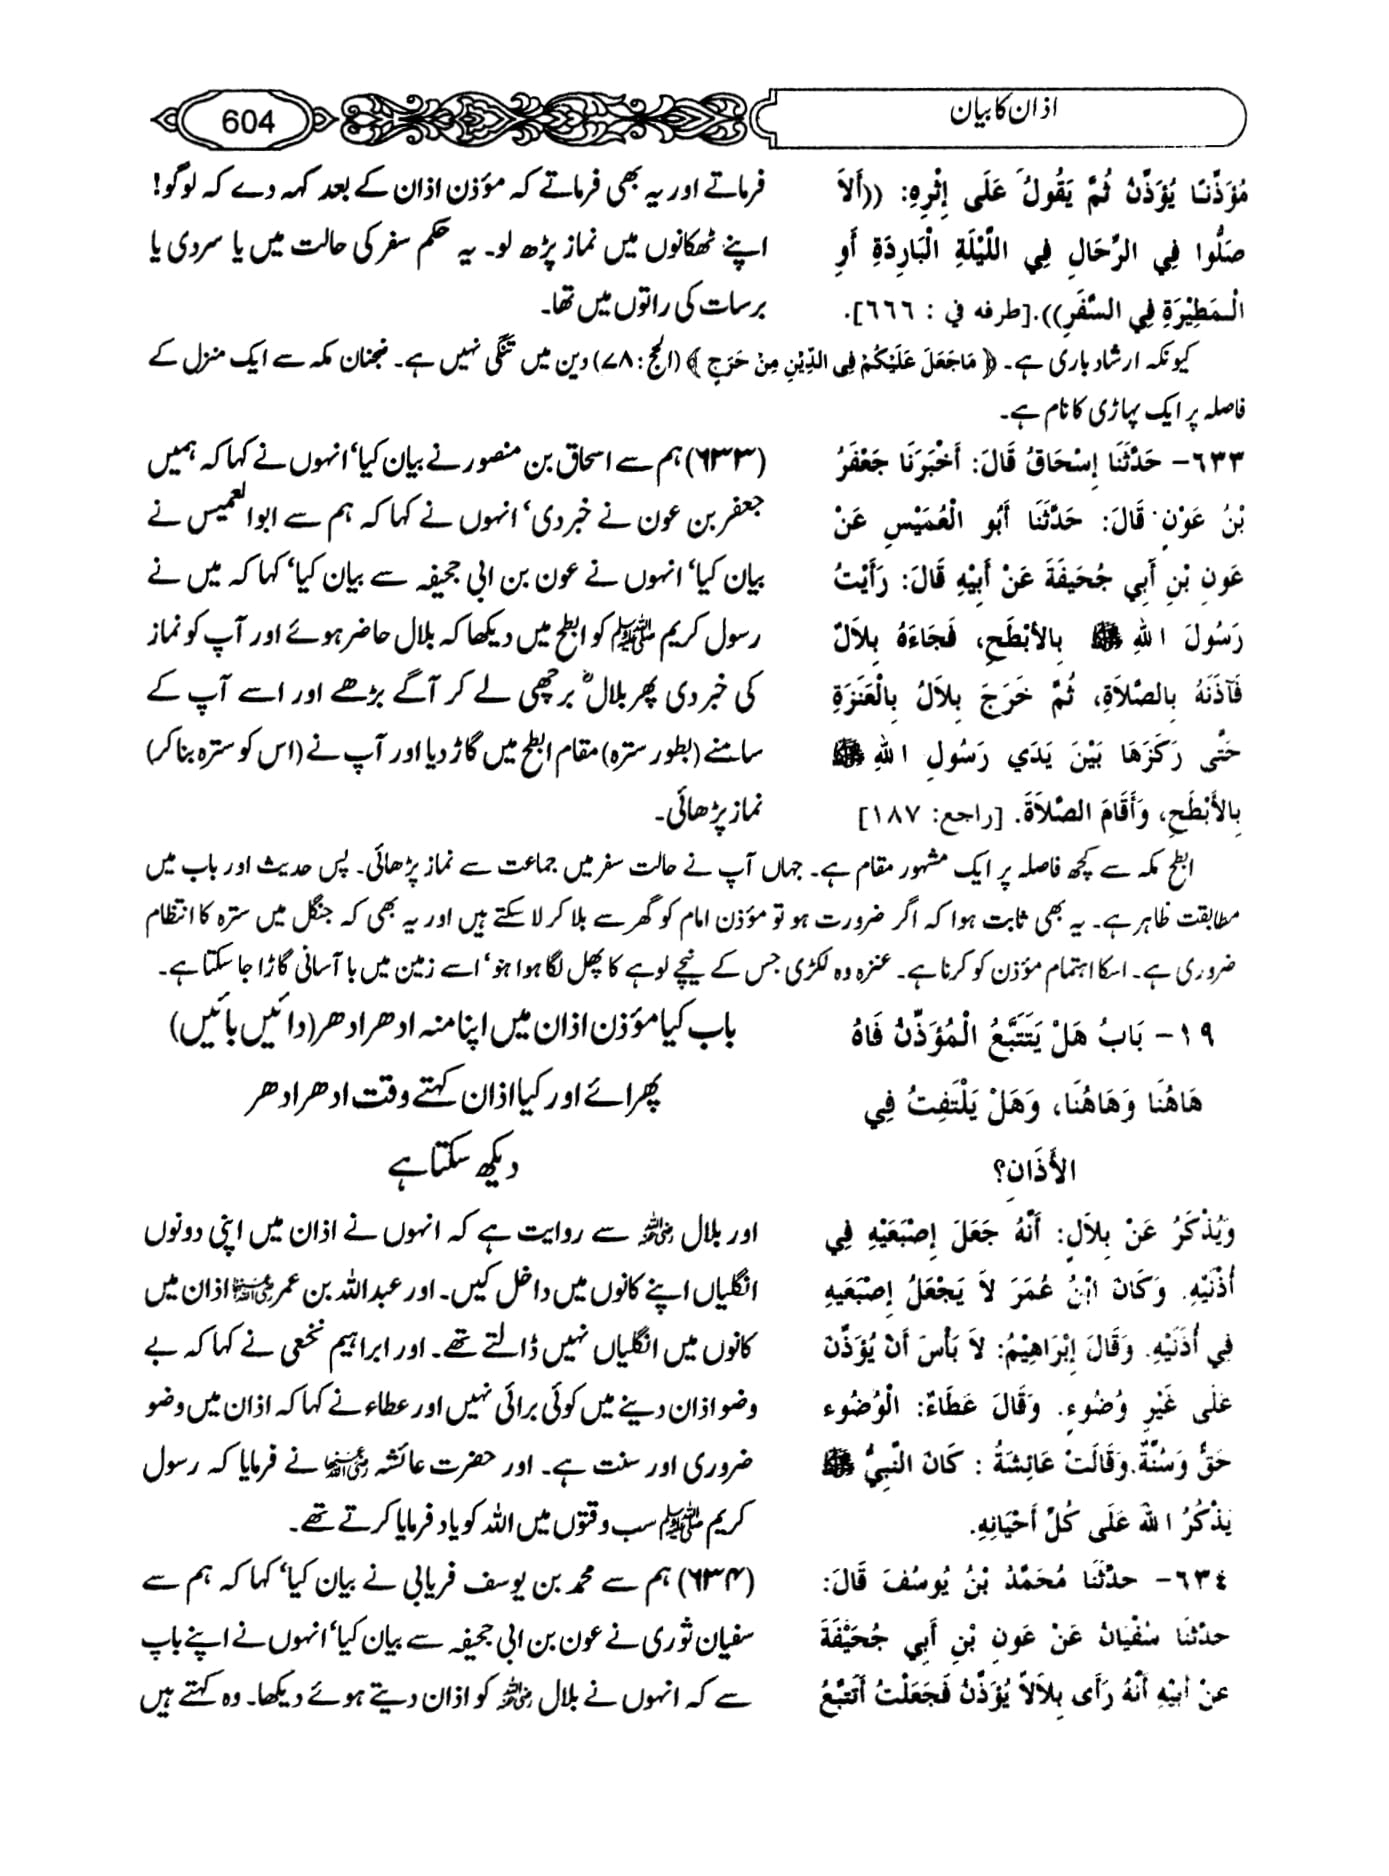 اذان کا بیان
604
مُؤَذِّنًا يُؤَذِّنُ ثُمَّ يَقُولُ عَلَى إِثْرِهِ: ((أَلاَ
صَلُّوا فِي الرِّحَالِ فِي اللَّيْلَةِ الْبَارِدَةِ أَوِ
الْمَطِيْرَةِ فِي السَّفَرِ)).[طرفه في : ٦٦٦].
فرماتے اور یہ بھی فرماتے کہ مؤذن اذان کے بعد کہہ دے کہ لوگو!
اپنے ٹھکانوں میں نماز پڑھ لو۔ یہ حکم سفر کی حالت میں یا سردی یا
برسات کی راتوں میں تھا۔
کیونکہ ارشاد باری ہے۔ ﴿ مَاجَعَلَ عَلَيْكُمْ فِى الدِّيْنِ مِنْ حَرَجٍ ﴾ (الحج: ۷۸) دین میں تنگی نہیں ہے۔ ضجنان مکہ سے ایک منزل کے
فاصلہ پر ایک پہاڑی کا نام ہے۔
٦٣٣- حَدَّثَنَا إِسْحَاقُ قَالَ: أَخْبَرَنَا جَعْفَرُ
بْنُ عَوْنٍ قَالَ: حَدَّثَنَا أَبُو الْعُمَيْسِ عَنْ
عَونِ بْنِ أَبِي جُحَيفَةَ عَنْ أَبِيْهِ قَالَ: رَأَيْتُ
رَسُولَ اللهِ ﷺ بِالأَبْطَحِ، فَجَاءَهُ بِلاَلٌ
فَآذَنَهُ بِالصَّلاَةِ، ثُمَّ خَرَجَ بِلاَلٌ بِالْعَنَزَةِ
حَتَّى رَكَزَهَا بَيْنَ يَدَي رَسُولِ اللهِ ﷺ
بِالأَبْطَحِ، وَأَقَامَ الصَّلاَةَ. [راجع: ١٨٧]
(۶۳۳) ہم سے اسحاق بن منصور نے بیان کیا‘ انہوں نے کہا کہ ہمیں
جعفر بن عون نے خبر دی‘ انہوں نے کہا کہ ہم سے ابوالعمیس نے
بیان کیا‘ انہوں نے عون بن ابی جحیفہ سے بیان کیا‘ کہا کہ میں نے
رسول کریم ﷺ کو ابطح میں دیکھا کہ بلال حاضر ہوئے اور آپ کو نماز
کی خبر دی پھر بلالؓ برچھی لے کر آگے بڑھے اور اسے آپ کے
سامنے (بطور سترہ) مقام ابطح میں گاڑ دیا اور آپ نے (اس کو سترہ بنا کر)
نماز پڑھائی۔
ابطح مکہ سے کچھ فاصلہ پر ایک مشہور مقام ہے۔ جہاں آپ نے حالت سفر میں جماعت سے نماز پڑھائی۔ پس حدیث اور باب میں
مطابقت ظاہر ہے۔ یہ بھی ثابت ہوا کہ اگر ضرورت ہو تو مؤذن امام کو گھر سے بلا کر لا سکتے ہیں اور یہ بھی کہ جنگل میں سترہ کا انتظام
ضروری ہے۔ اسکا اہتمام مؤذن کو کرنا ہے۔ عنزہ وہ لکڑی جس کے نیچے لوہے کا پھل لگا ہوا ہو‘ اسے زمین میں با آسانی گاڑا جا سکتا ہے۔
١٩- بَابُ هَلْ يَتَتَبَّعُ الْمُؤَذِّنُ فَاهُ
هَاهُنَا وَهَاهُنَا، وَهَلْ يَلْتَفِتُ فِي
الأَذَانِ؟
باب کیا مؤذن اذان میں اپنا منہ ادھر ادھر (دائیں بائیں)
پھرائے اور کیا اذان کہتے وقت ادھر ادھر
دیکھ سکتا ہے
وَيُذْكَرُ عَنْ بِلاَلٍ: أَنَّهُ جَعَلَ إِصْبَعَيْهِ فِي
أُذْنَيْهِ. وَكَانَ ابْنُ عُمَرَ لاَ يَجْعَلُ إِصْبَعَيهِ
فِي أُذْنَيْهِ. وَقَالَ إِبْرَاهِيْمُ: لاَ بَأْسَ أَنْ يُؤَذِّنَ
عَلَى غَيْرِ وُضُوءٍ. وَقَالَ عَطَاءٌ: الْوُضُوء
حَقٌّ وَسُنَّةٌ.وَقَالَتْ عَائِشَةُ : كَانَ النَّبِيُّ ﷺ
يَذْكُرُ اللهَ عَلَى كُلِّ أَحْيَانِهِ.
اور بلال رضی اللہ عنہ سے روایت ہے کہ انہوں نے اذان میں اپنی دونوں
انگلیاں اپنے کانوں میں داخل کیں۔ اور عبداللہ بن عمر رضی اللہ عنہما اذان میں
کانوں میں انگلیاں نہیں ڈالتے تھے۔ اور ابراہیم نخعی نے کہا کہ بے
وضو اذان دینے میں کوئی برائی نہیں اور عطاء نے کہا کہ اذان میں وضو
ضروری اور سنت ہے۔ اور حضرت عائشہ رضی اللہ عنہا نے فرمایا کہ رسول
کریم ﷺ سب وقتوں میں اللہ کو یاد فرمایا کرتے تھے۔
٦٣٤- حدَّثَنَا مُحَمَّدُ بْنُ يُوسُفَ قَالَ:
حدَّثنَا سُفْيَانُ عَنْ عَونِ بْنِ أَبِي جُحَيْفَةَ
عنْ أَبِيْهِ أَنَّهُ رَأَى بِلاَلاً يُؤَذِّنُ فَجَعَلْتُ أَتَتَبَّعُ
(۶۳۴) ہم سے محمد بن یوسف فریابی نے بیان کیا‘ کہا کہ ہم سے
سفیان ثوری نے عون بن ابی جحیفہ سے بیان کیا‘ انہوں نے اپنے باپ
سے کہ انہوں نے بلال رضی اللہ عنہ کو اذان دیتے ہوئے دیکھا۔ وہ کہتے ہیں